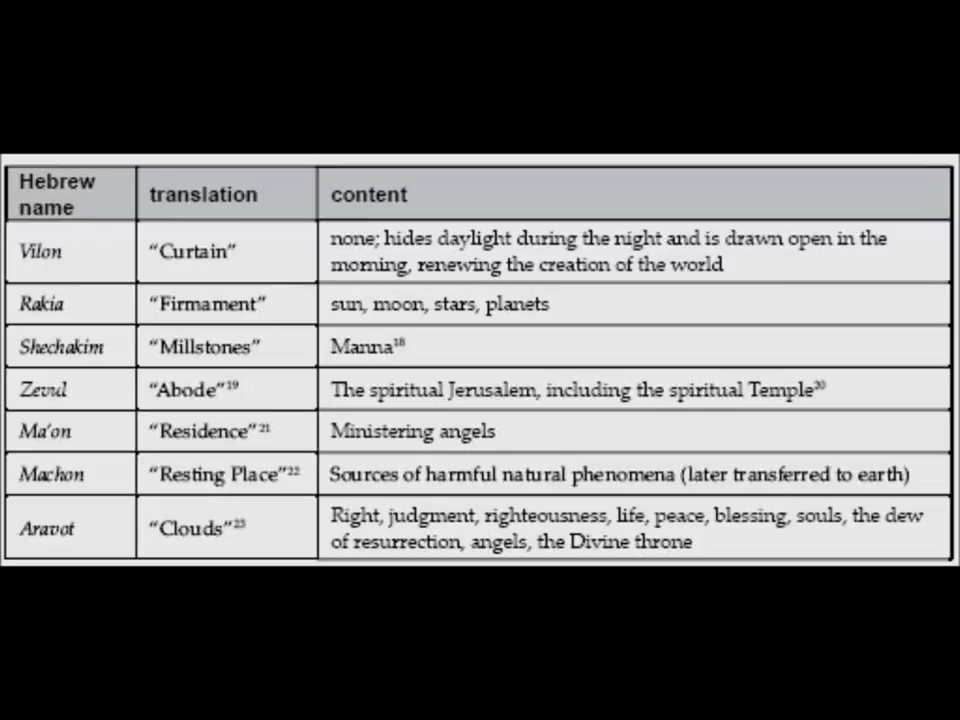 Hebrew name translation content
Vilon “Curtain” none; hides daylight during the night and is drawn open in the
morning, renewing the creation of the world
Rakia “Firmament” sun, moon, stars, planets
Shechakim “Millstones” Manna18
Zevul “Abode”19 The spiritual Jerusalem, including the spiritual Temple20
Ma’on “Residence”21 Ministering angels
Machon “Resting Place”22 Sources of harmful natural phenomena (later transferred to earth)
Aravot “Clouds”23 Right, judgment, righteousness, life, peace, blessing, souls, the dew
of resurrection, angels, the Divine throne